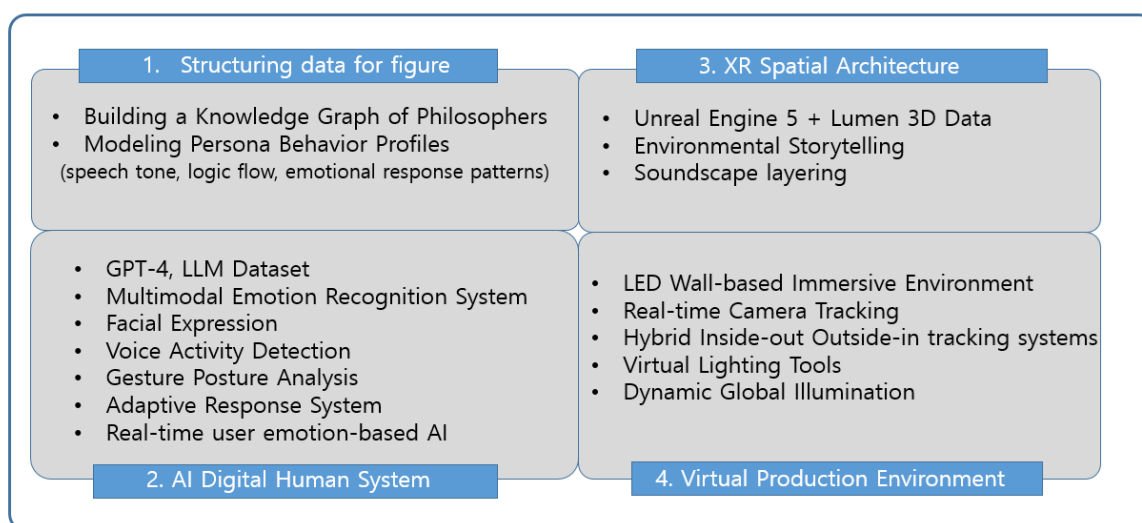 1. Structuring data for figure
• Building a Knowledge Graph of Philosophers
• Modeling Persona Behavior Profiles
(speech tone, logic flow, emotional response patterns)
• GPT-4, LLM Dataset
• Multimodal Emotion Recognition System
• Facial Expression
• Voice Activity Detection
• Gesture Posture Analysis
• Adaptive Response System
• Real-time user emotion-based AI
2. AI Digital Human System
3. XR Spatial Architecture
• Unreal Engine 5 + Lumen 3D Data
• Environmental Storytelling
• Soundscape layering
• LED Wall-based Immersive Environment
• Real-time Camera Tracking
• Hybrid Inside-out Outside-in tracking systems
• Virtual Lighting Tools
• Dynamic Global Illumination
4. Virtual Production Environment